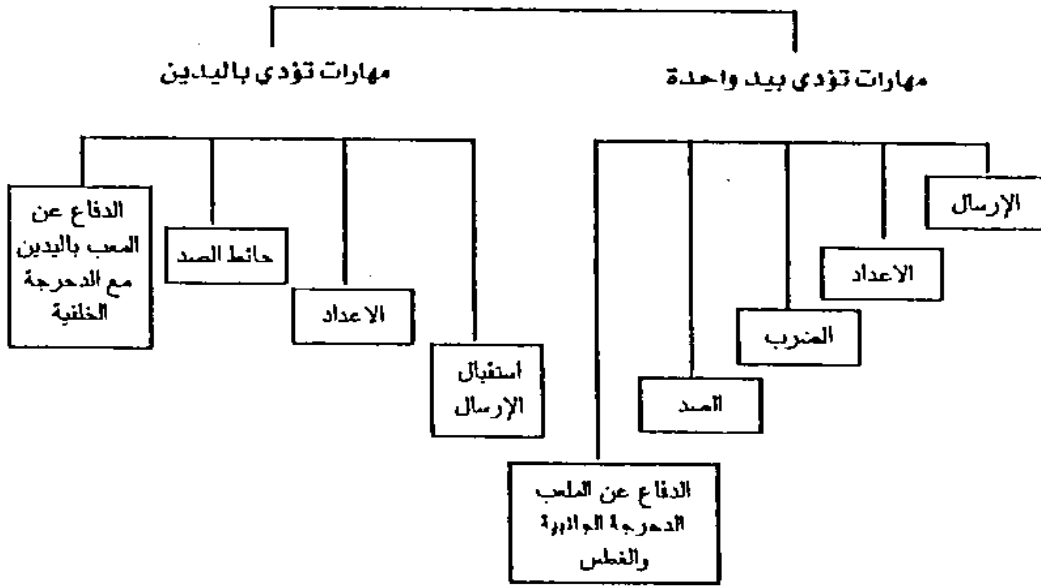 مهارات تؤدي بيد واحدة
مهارات تؤدي باليدين
الإرسال
الاعداد
الضرب
الصد
الدفاع عن الملعب
الدحرجة الجانبية
والغطس
استقبال
الإرسال
الاعداد
حائط الصد
الدفاع عن
المعب باليدين
مع الدحرجة
الخلفية